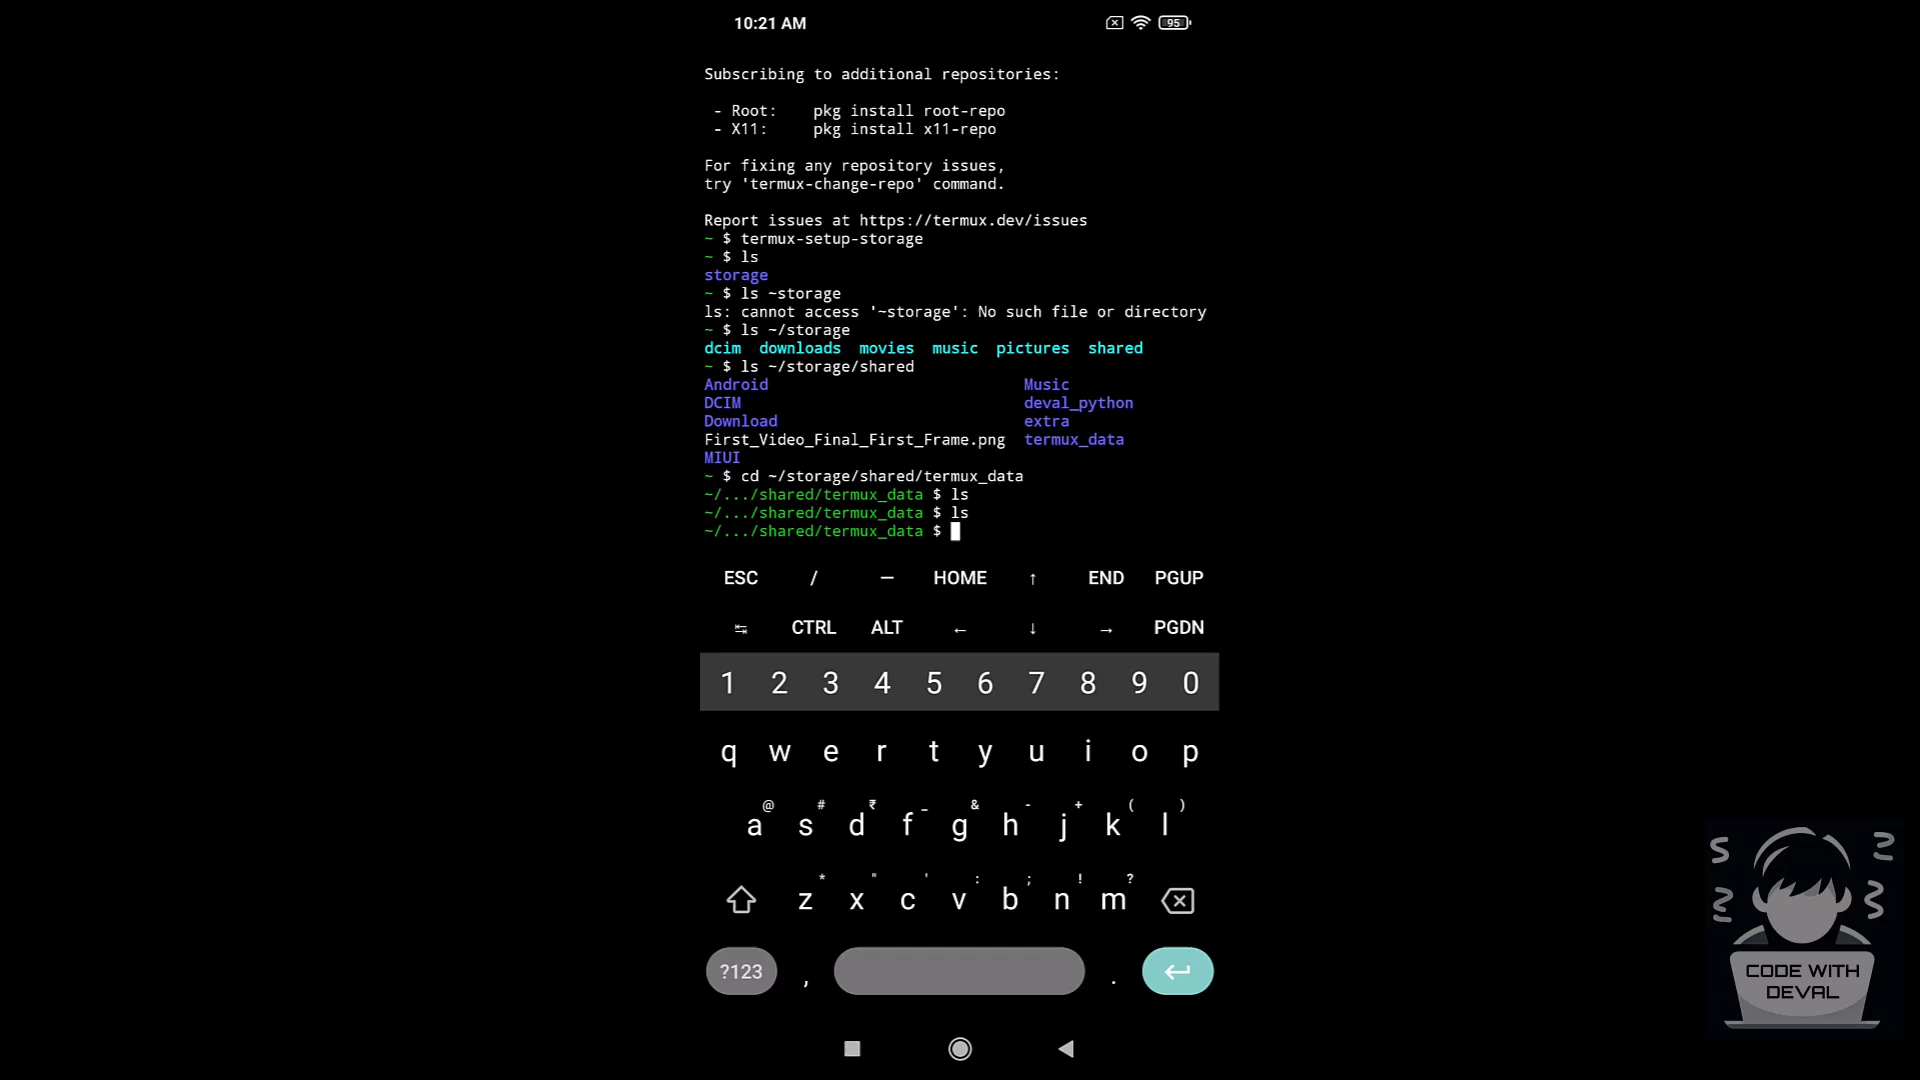 10:21 AM
95
Subscribing to additional repositories:
- Root:    pkg install root-repo
- X11:     pkg install x11-repo
For fixing any repository issues,
try 'termux-change-repo' command.
Report issues at https://termux.dev/issues
~ $ termux-setup-storage
~ $ ls
storage
~ $ ls ~storage
ls: cannot access '~storage': No such file or directory
~ $ ls ~/storage
dcim  downloads  movies  music  pictures  shared
~ $ ls ~/storage/shared
Android                            Music
DCIM                               deval_python
Download                           extra
First_Video_Final_First_Frame.png  termux_data
MIUI
~ $ cd ~/storage/shared/termux_data
~/.../shared/termux_data $ ls
~/.../shared/termux_data $ ls
~/.../shared/termux_data $
ESC / — HOME ↑ END PGUP
↹ CTRL ALT ← ↓ → PGDN
1 2 3 4 5 6 7 8 9 0
q w e r t y u i o p
@ # ₹ _ & - + ( )
a s d f g h j k l
* " ' : ; ! ?
z x c v b n m
?123 , .
CODE WITH
DEVAL